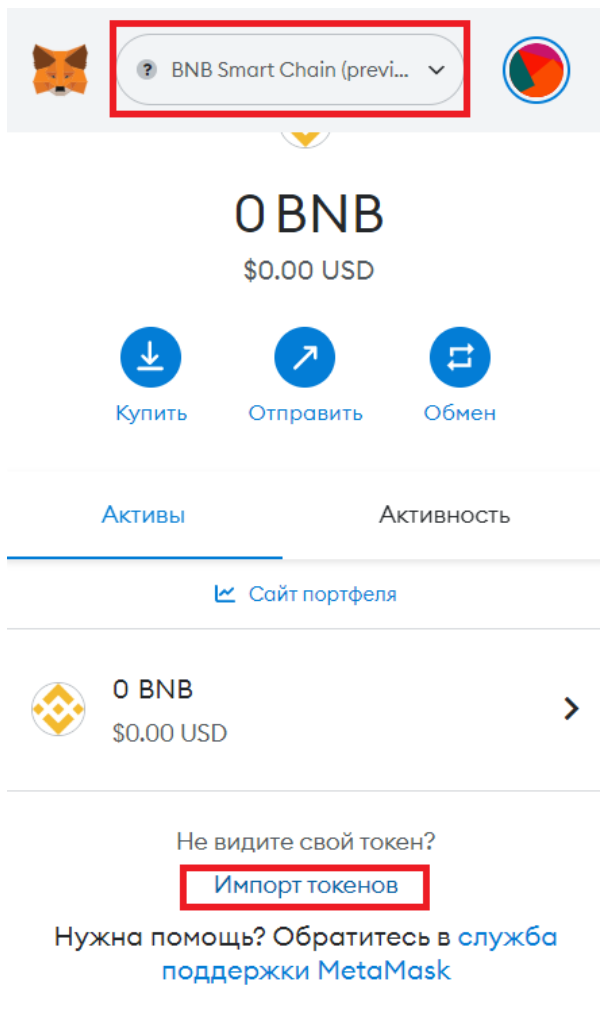 ? BNB Smart Chain (previ...
0 BNB
$0.00 USD
Купить Отправить Обмен
Активы Активность
Сайт портфеля
0 BNB
$0.00 USD
Не видите свой токен?
Импорт токенов
Нужна помощь? Обратитесь в служба
поддержки MetaMask